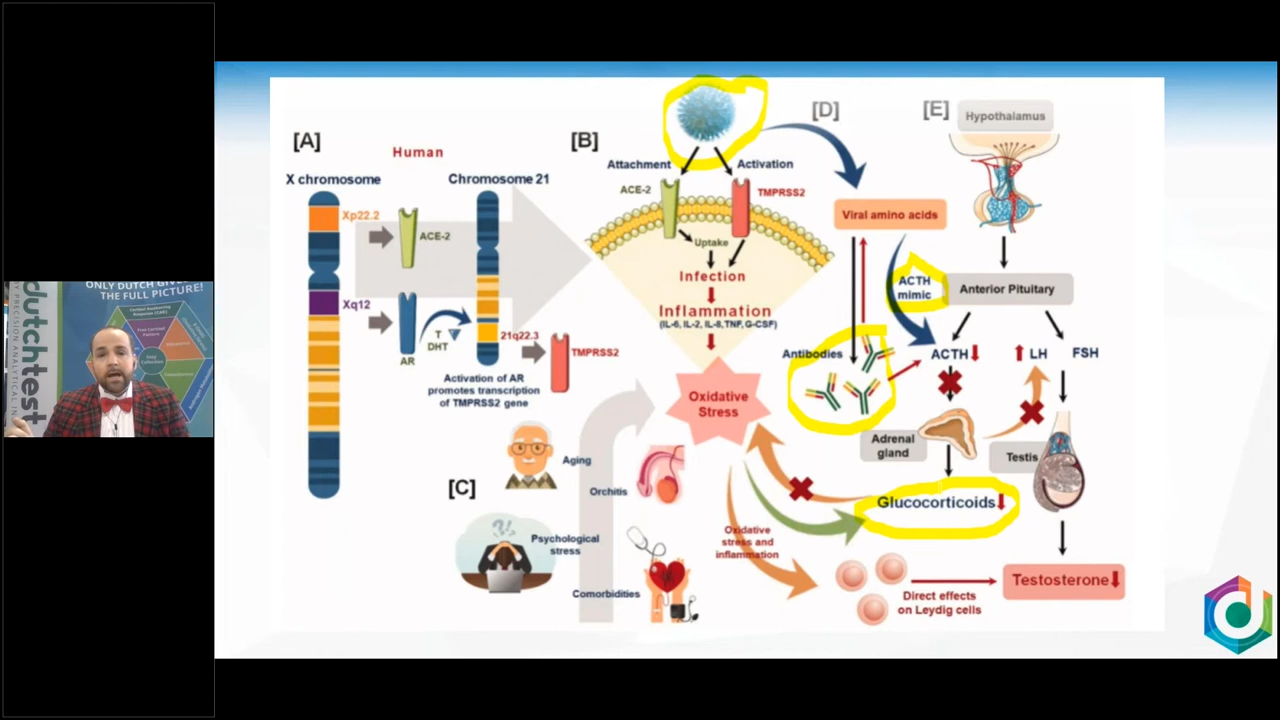 [A]
Human
X chromosome
Chromosome 21
Xp22.2
ACE-2
Xq12
AR
T
DHT
21q22.3
TMPRSS2
Activation of AR
promotes transcription
of TMPRSS2 gene
[B]
Attachment
Activation
ACE-2
TMPRSS2
Uptake
Infection
Inflammation
(IL-6, IL-2, IL-8, TNF, G-CSF)
Oxidative
Stress
[C]
Aging
Orchitis
Psychological
stress
Comorbidities
?!
Oxidative
stress and
inflammation
[D]
Viral amino acids
ACTH
mimic
Antibodies
[E]
Hypothalamus
Anterior Pituitary
ACTH
LH
FSH
Adrenal
gland
Testis
Glucocorticoids
Testosterone
Direct effects
on Leydig cells
dutchtest
ONLY DUTCH
THE FULL PICTURE!